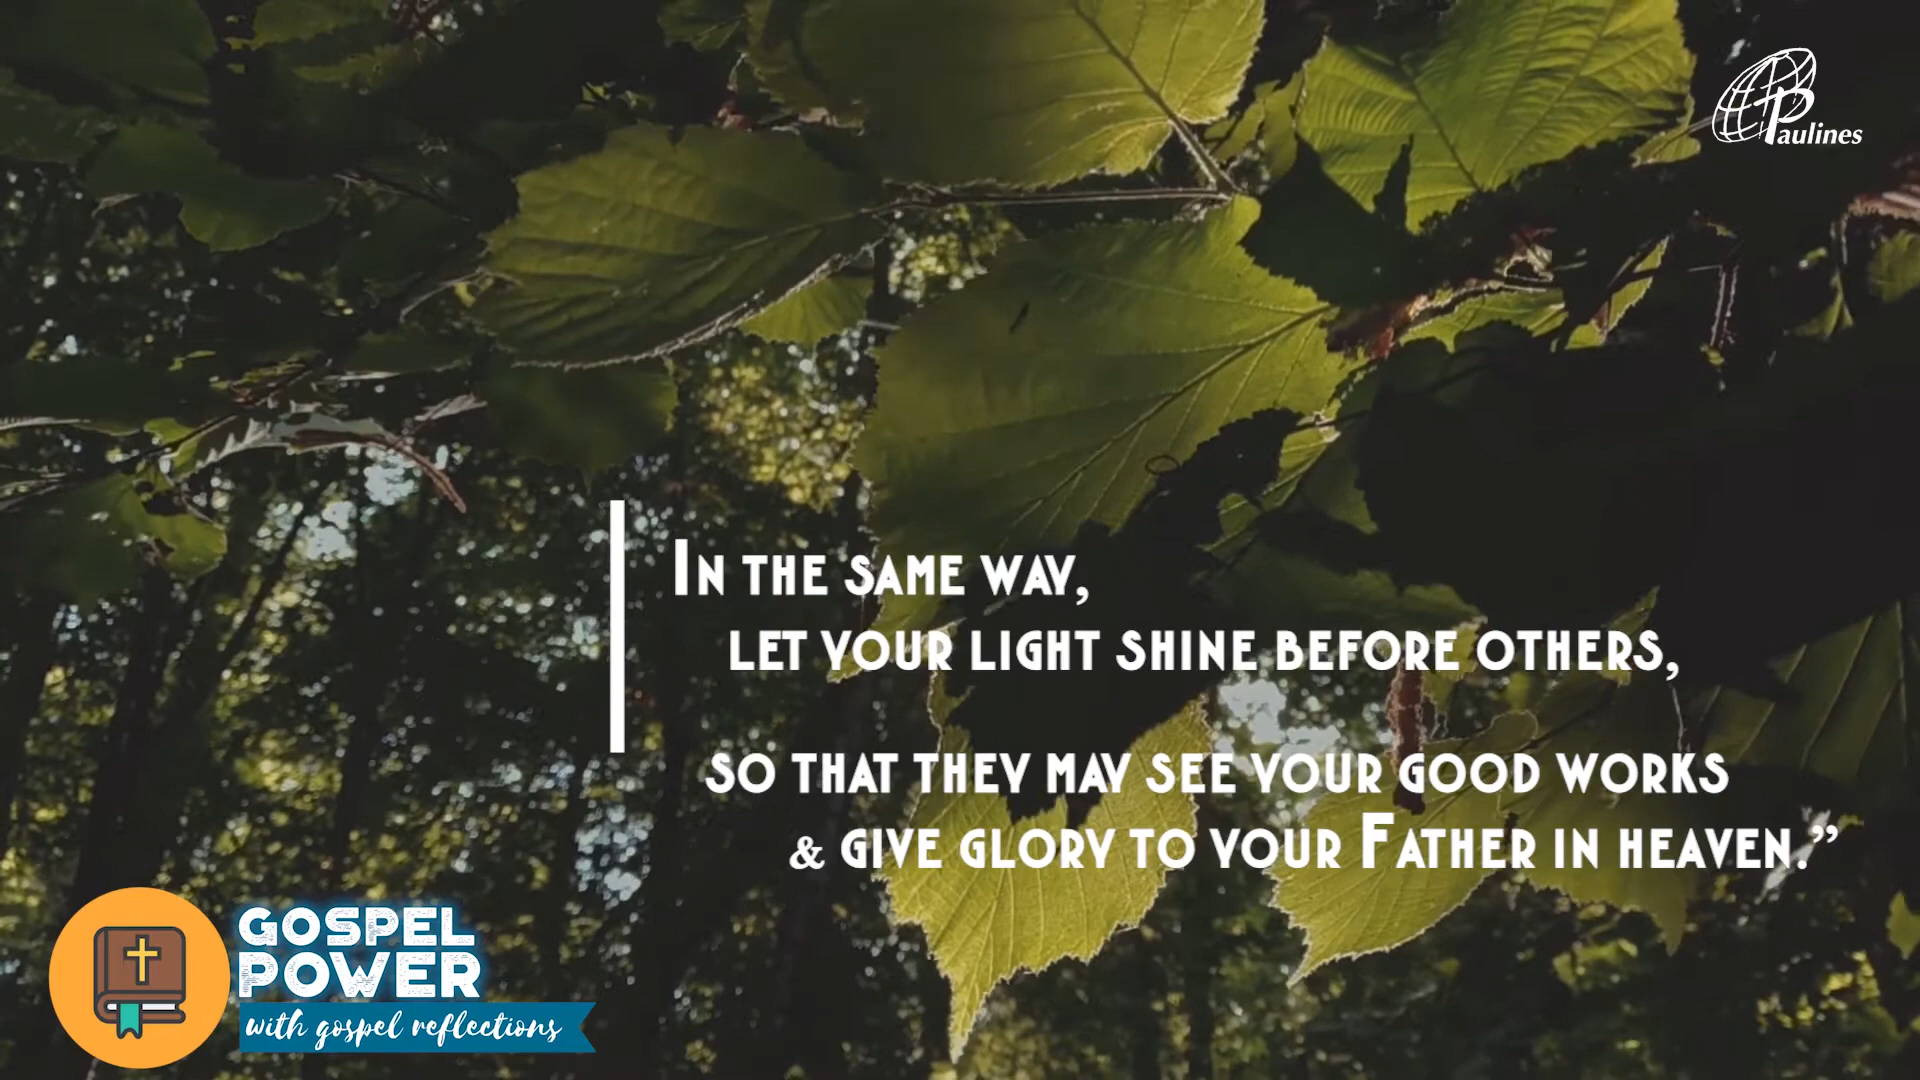 Paulines
In the same way,
let your light shine before others,
so that they may see your good works
& give glory to your Father in heaven.”
GOSPEL
POWER
with gospel reflections